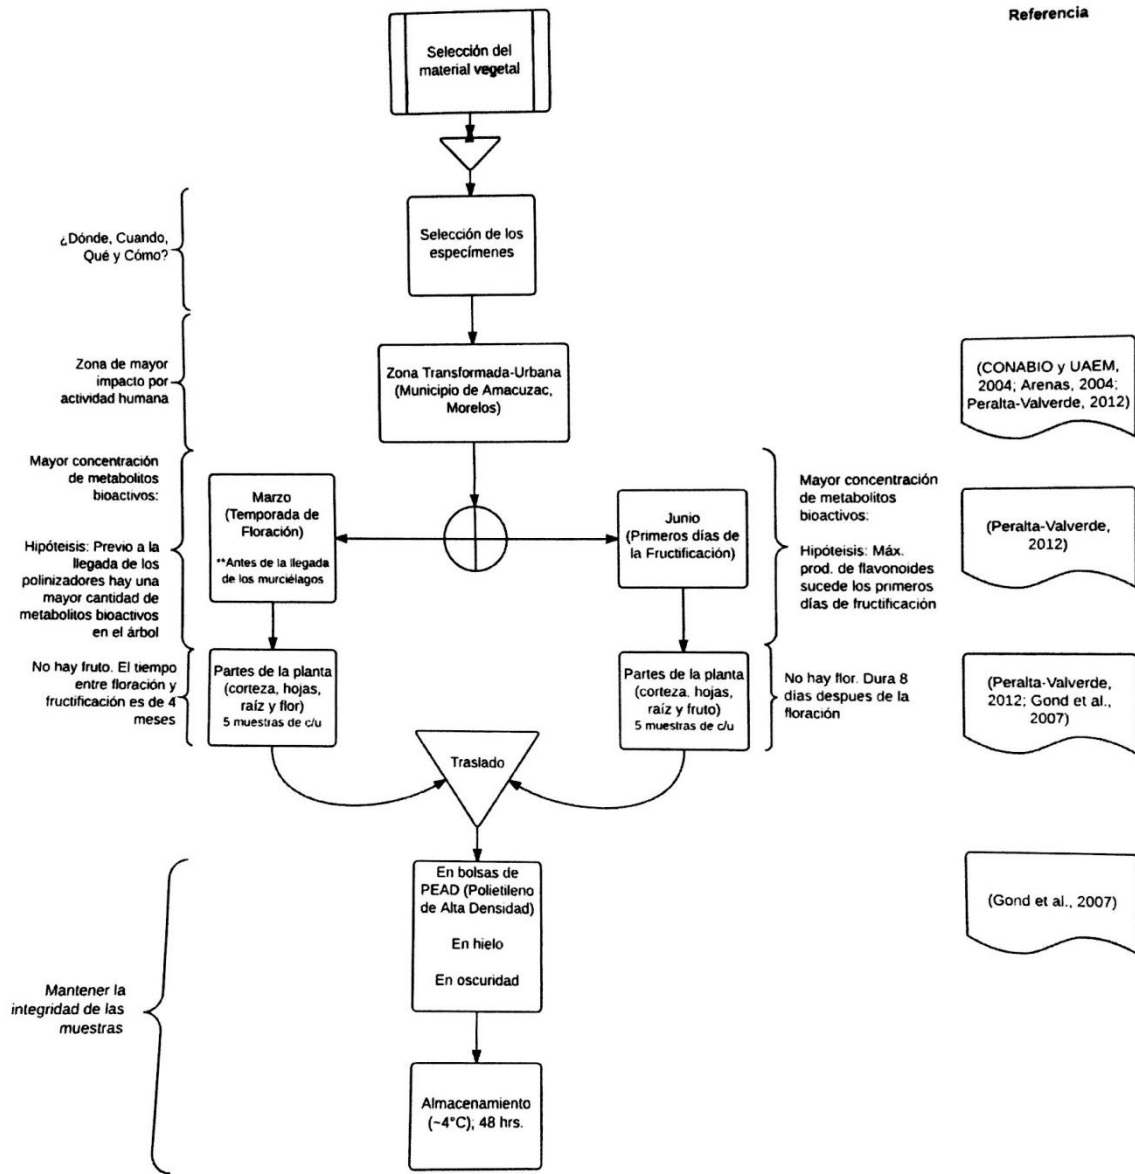 Referencia
Selección del
material vegetal
¿Dónde, Cuando,
Qué y Cómo?
Selección de los
especímenes
Zona de mayor
impacto por
actividad humana
Zona Transformada-Urbana
(Municipio de Amacuzac,
Morelos)
(CONABIO y UAEM,
2004; Arenas, 2004;
Peralta-Valverde, 2012)
Mayor concentración
de metabolitos
bioactivos:
Hipóteisis: Previo a la
llegada de los
polinizadores hay una
mayor cantidad de
metabolitos bioactivos
en el árbol
Marzo
(Temporada de
Floración)
**Antes de la llegada
de los murciélagos
Junio
(Primeros días de
la Fructificación)
Mayor concentración
de metabolitos
bioactivos:
Hipóteisis: Máx.
prod. de flavonoides
sucede los primeros
días de fructificación
(Peralta-Valverde,
2012)
No hay fruto. El tiempo
entre floración y
fructificación es de 4
meses
Partes de la planta
(corteza, hojas,
raíz y flor)
5 muestras de c/u
Partes de la planta
(corteza, hojas,
raíz y fruto)
5 muestras de c/u
No hay flor. Dura 8
días despues de la
floración
(Peralta-Valverde,
2012; Gond et al.,
2007)
Traslado
En bolsas de
PEAD (Polietileno
de Alta Densidad)
En hielo
En oscuridad
(Gond et al., 2007)
Mantener la
integridad de las
muestras
Almacenamiento
(~4°C); 48 hrs.